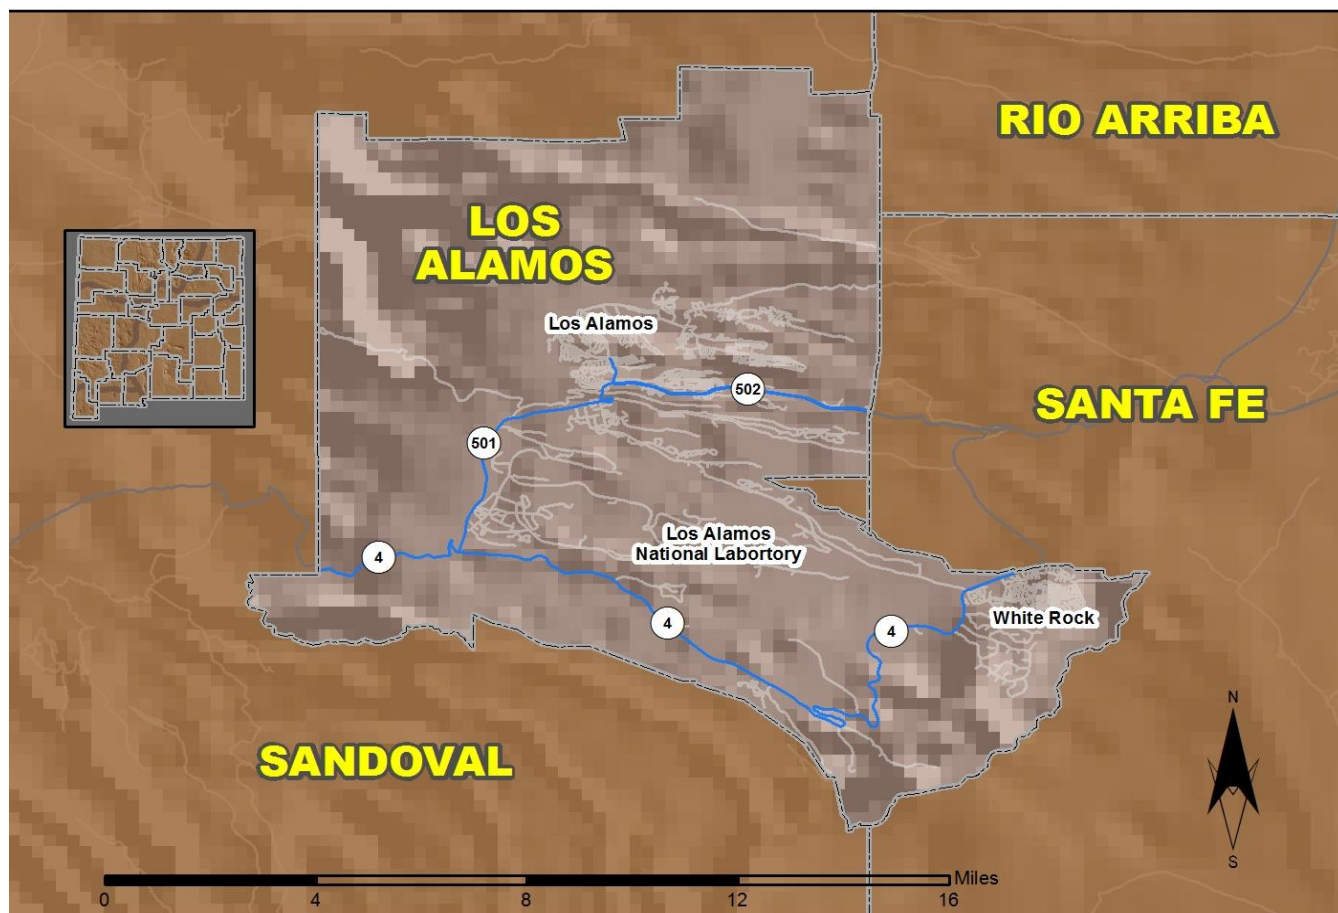 RIO ARRIBA
LOS
ALAMOS
Los Alamos
502
SANTA FE
501
Los Alamos
National Labortory
4
4
4
White Rock
N
SANDOVAL
S
Miles
0
4
8
12
16